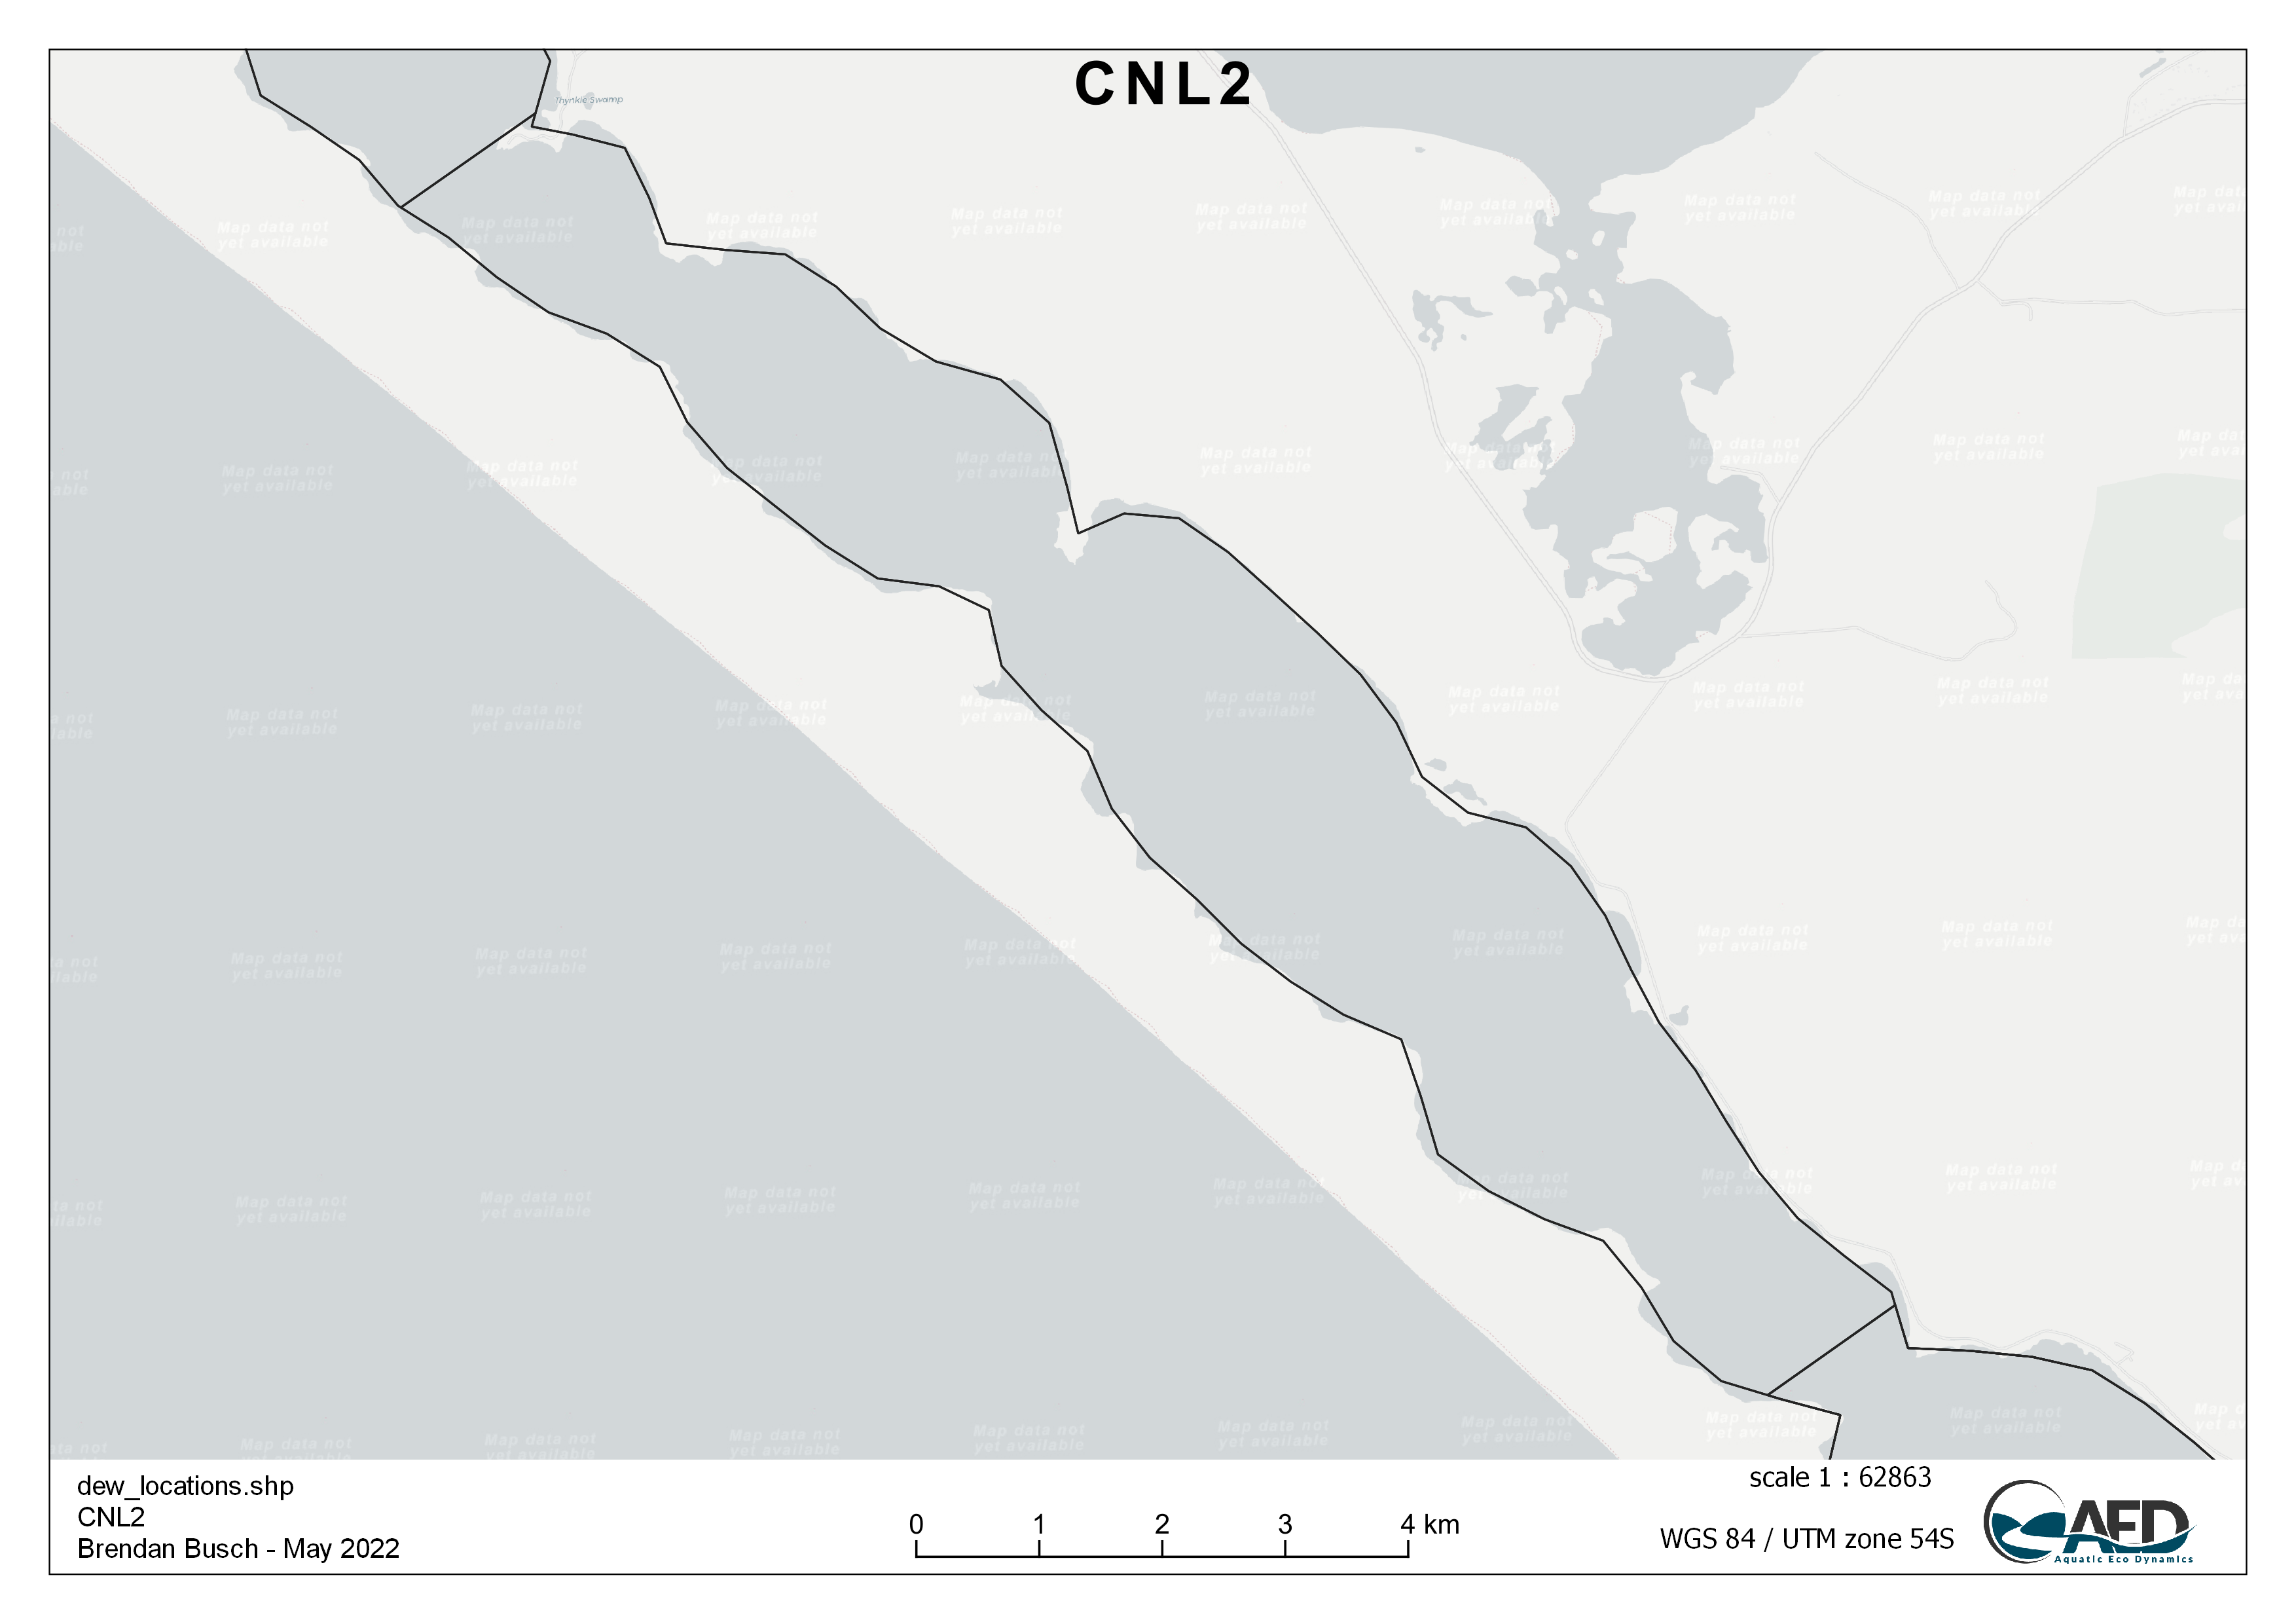 CNL2
Thynkie Swamp
Map data not
yet available
dew_locations.shp
CNL2
Brendan Busch - May 2022
0 1 2 3 4 km
scale 1 : 62863
WGS 84 / UTM zone 54S
AED
Aquatic Eco Dynamics